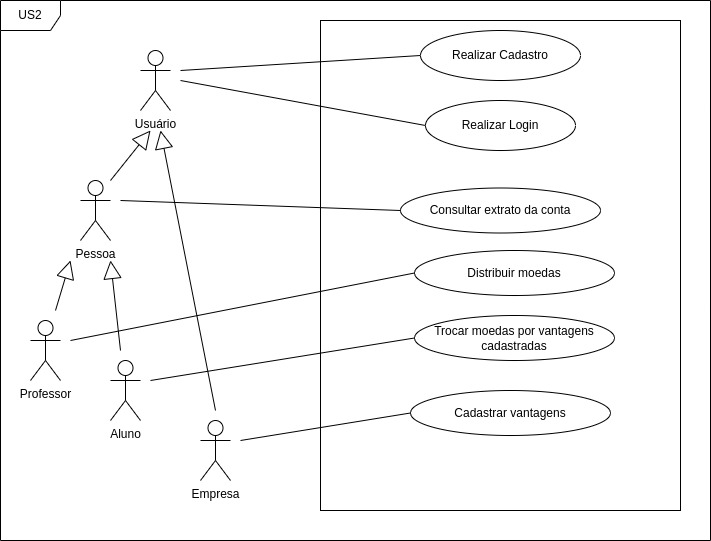 US2
Realizar Cadastro
Usuário
Realizar Login
Pessoa
Consultar extrato da conta
Distribuir moedas
Trocar moedas por vantagens
cadastradas
Professor
Aluno
Cadastrar vantagens
Empresa